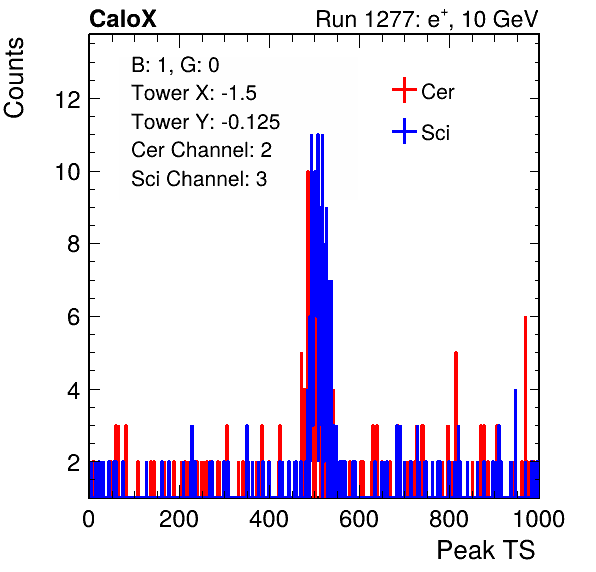 CaloX Run 1277: e⁺, 10 GeV
Counts
B: 1, G: 0
Tower X: -1.5
Tower Y: -0.125
Cer Channel: 2
Sci Channel: 3
Cer
Sci
12
10
8
6
4
2
0 200 400 600 800 1000
Peak TS